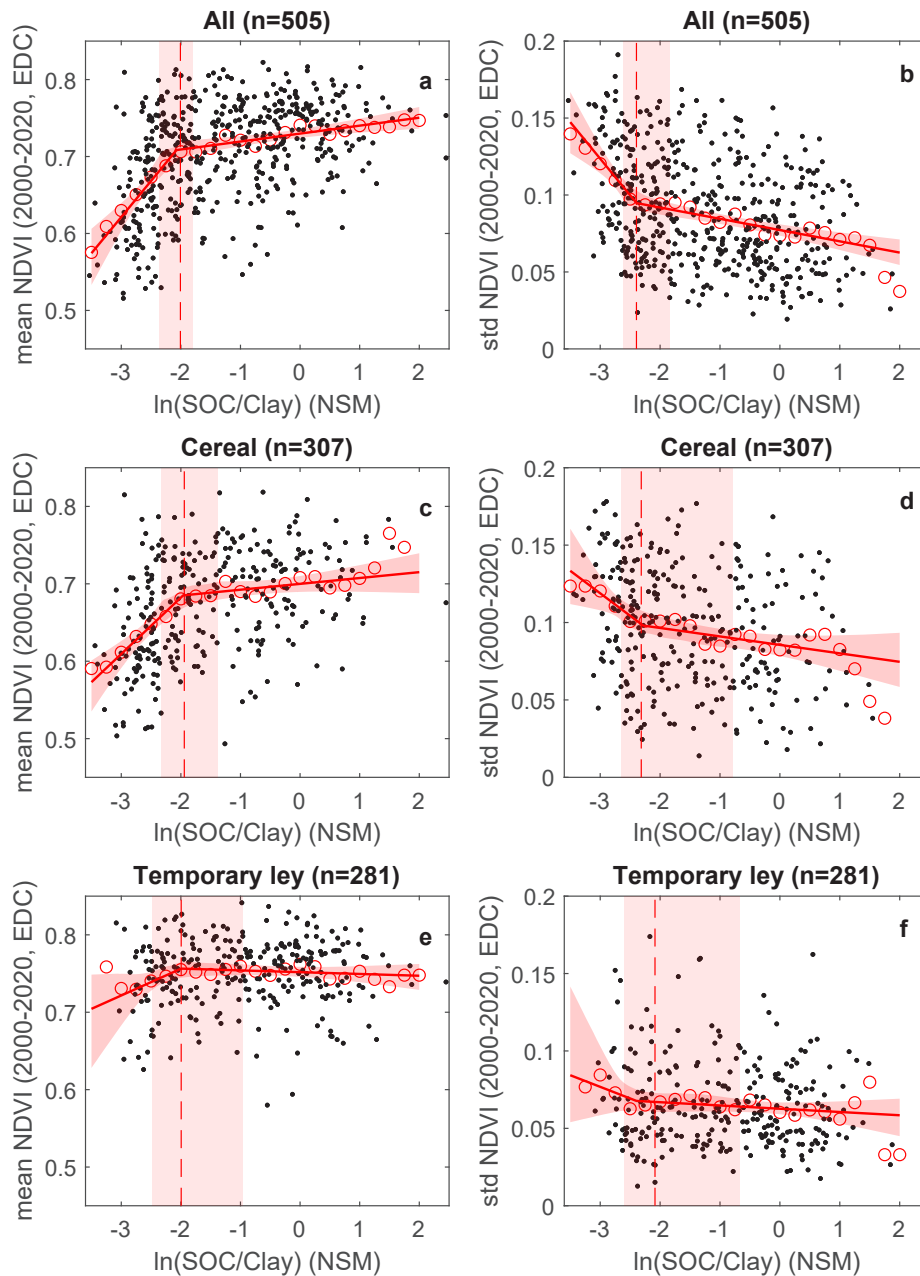 All (n=505)
a
mean NDVI (2000-2020, EDC)
0.8
0.7
0.6
0.5
-3 -2 -1 0 1 2
ln(SOC/Clay) (NSM)
b
std NDVI (2000-2020, EDC)
0.2
0.15
0.1
0.05
0
-3 -2 -1 0 1 2
ln(SOC/Clay) (NSM)
All (n=505)
Cereal (n=307)
c
mean NDVI (2000-2020, EDC)
0.8
0.7
0.6
0.5
-3 -2 -1 0 1 2
ln(SOC/Clay) (NSM)
Cereal (n=307)
d
std NDVI (2000-2020, EDC)
0.2
0.15
0.1
0.05
0
-3 -2 -1 0 1 2
ln(SOC/Clay) (NSM)
Temporary ley (n=281)
e
mean NDVI (2000-2020, EDC)
0.8
0.7
0.6
0.5
-3 -2 -1 0 1 2
ln(SOC/Clay) (NSM)
Temporary ley (n=281)
f
std NDVI (2000-2020, EDC)
0.2
0.15
0.1
0.05
0
-3 -2 -1 0 1 2
ln(SOC/Clay) (NSM)